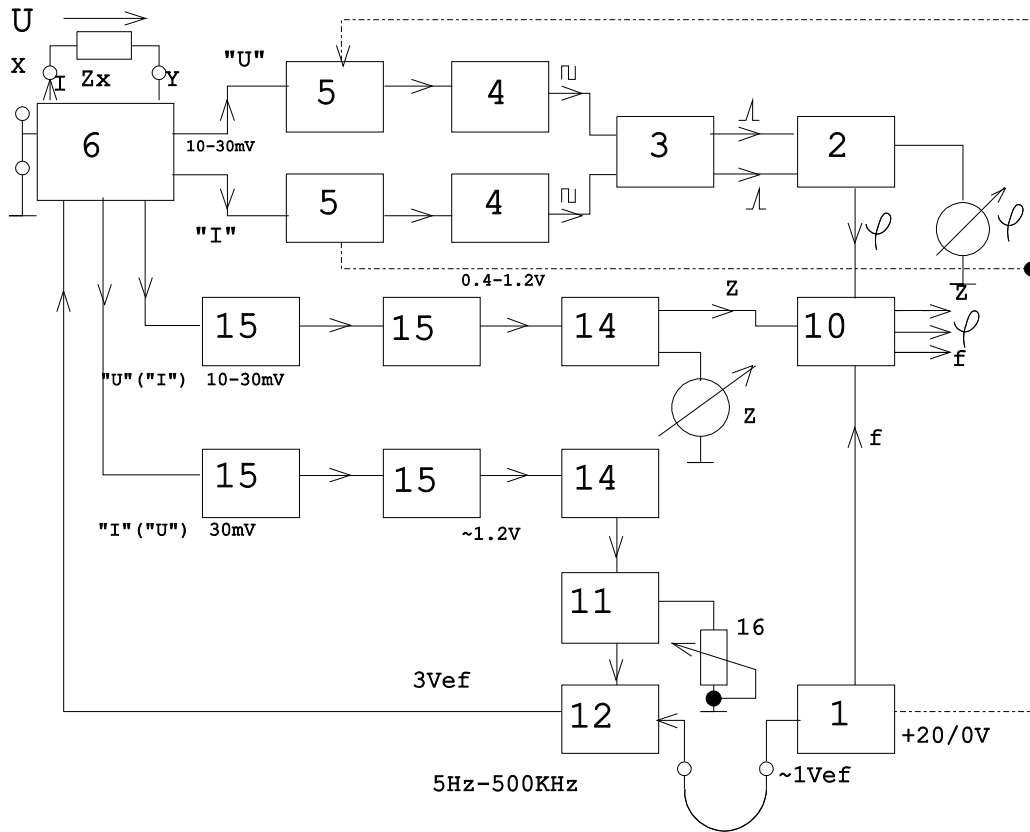 U
X
I
Zx
Y
"U"
10-30mV
"I"
6
5
4
5
4
3
2
φ
φ
0.4-1.2V
Z
15
15
14
10
Z
φ
f
"U"("I")
10-30mV
Z
f
15
15
14
"I"("U")
30mV
~1.2V
11
16
3Vef
12
1
+20/0V
~1Vef
5Hz-500KHz